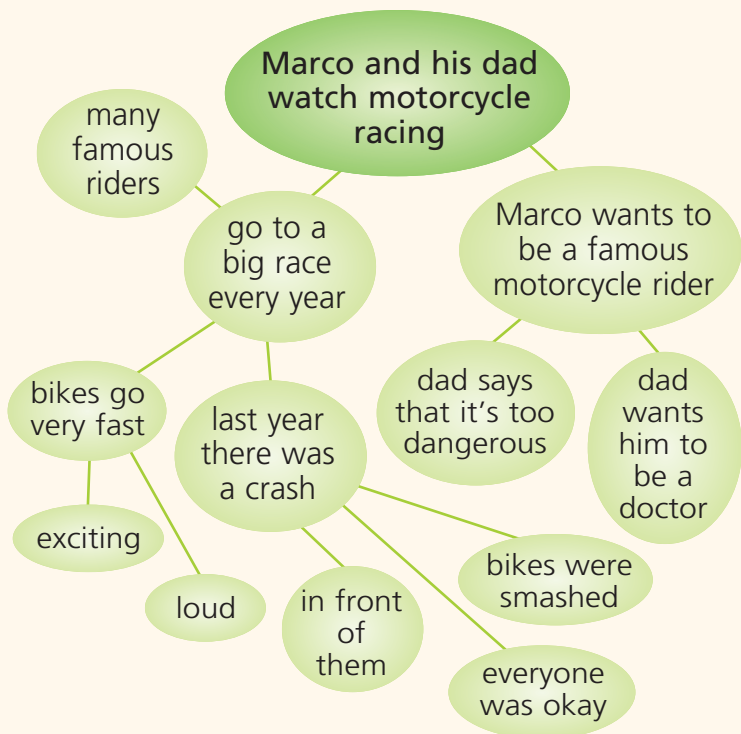 Marco and his dad
watch motorcycle
racing
many
famous
riders
go to a
big race
every year
Marco wants to
be a famous
motorcycle rider
bikes go
very fast
last year
there was
a crash
dad says
that it's too
dangerous
dad
wants
him to
be a
doctor
exciting
loud
in front
of
them
bikes were
smashed
everyone
was okay